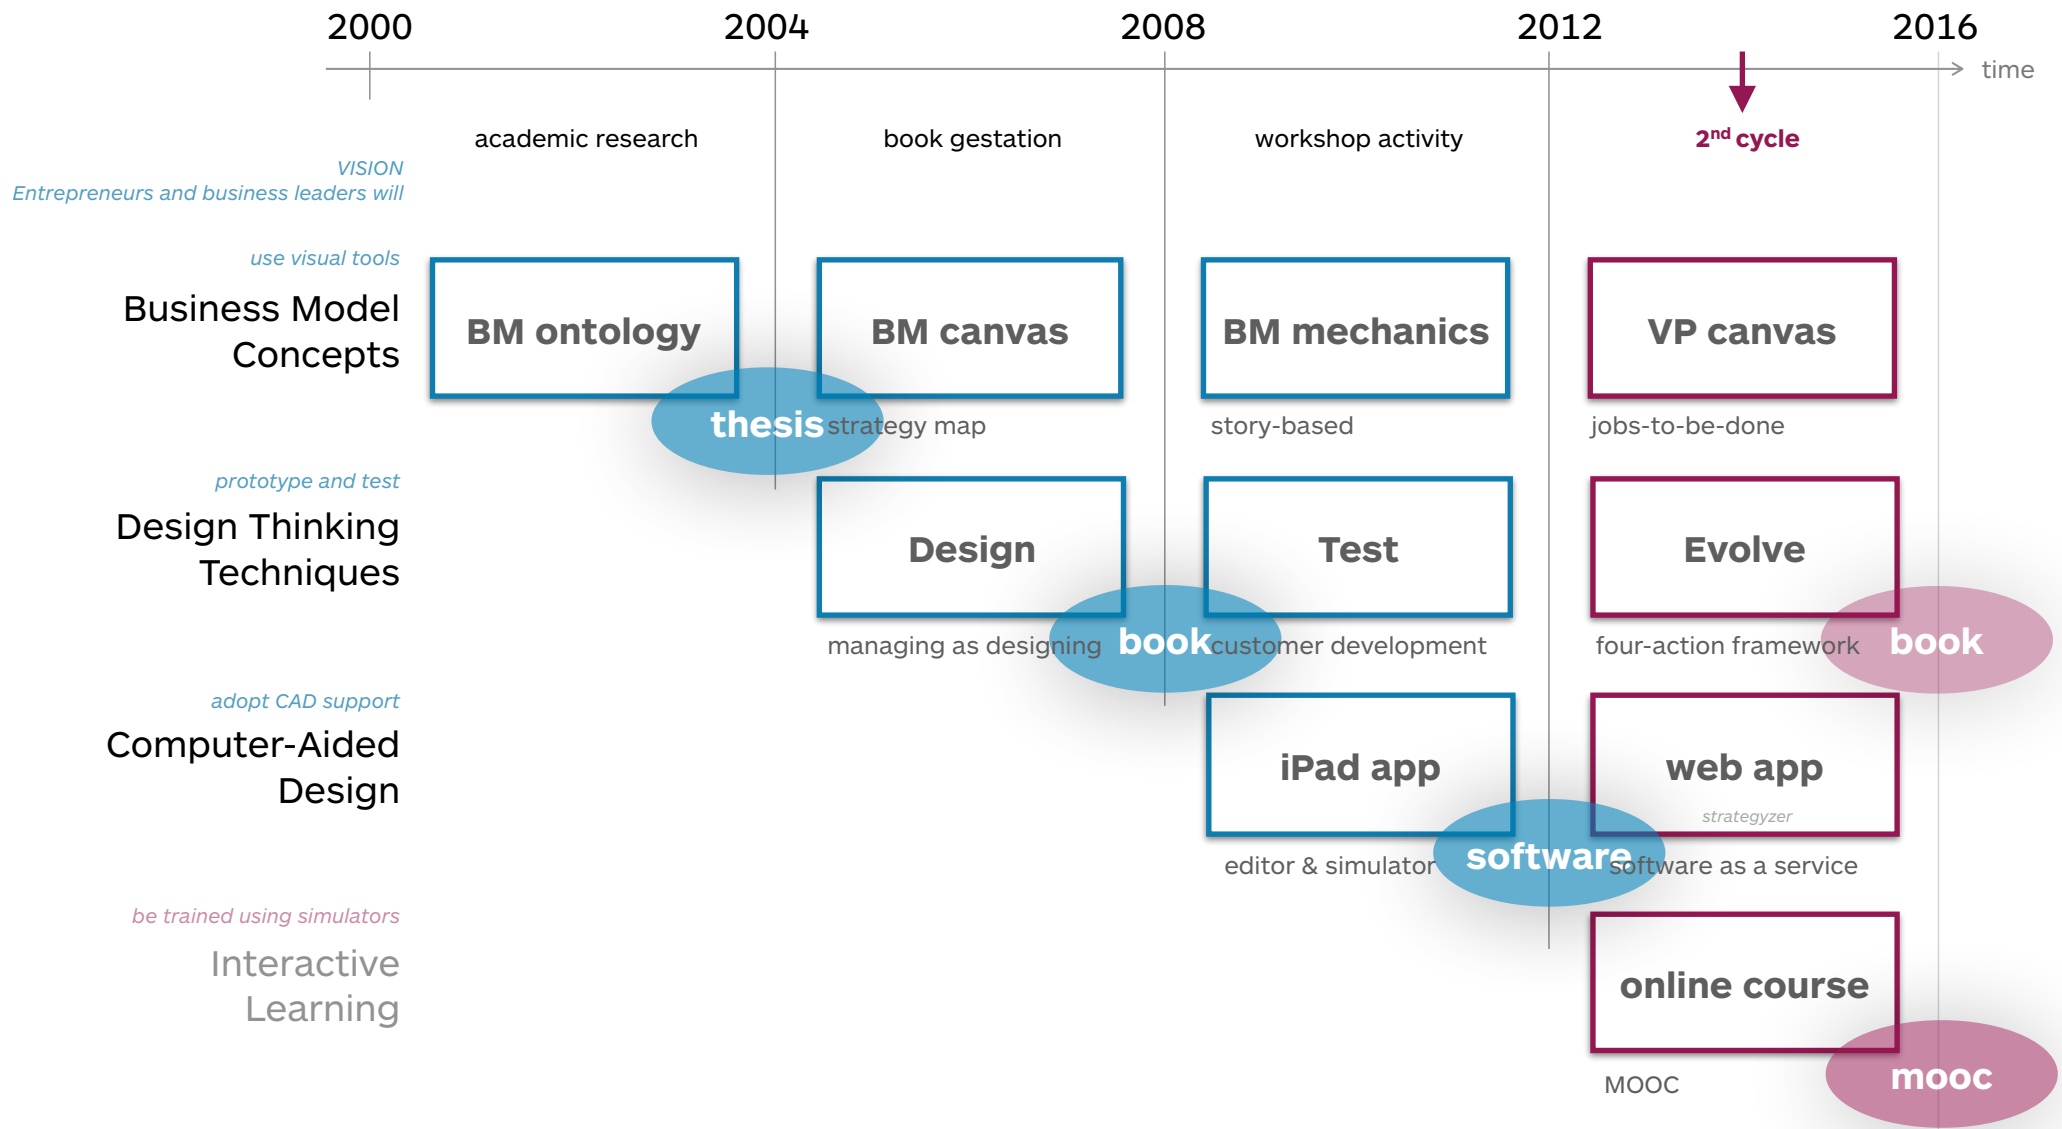 2000 2004 2008 2012 2016
time
academic research book gestation workshop activity 2nd cycle
VISION
Entrepreneurs and business leaders will
use visual tools
Business Model
Concepts
BM ontology BM canvas BM mechanics VP canvas
thesis strategy map story-based jobs-to-be-done
prototype and test
Design Thinking
Techniques
Design Test Evolve
managing as designing book customer development four-action framework book
adopt CAD support
Computer-Aided
Design
iPad app web app
strategyzer
editor & simulator software software as a service
be trained using simulators
Interactive
Learning
online course
MOOC mooc